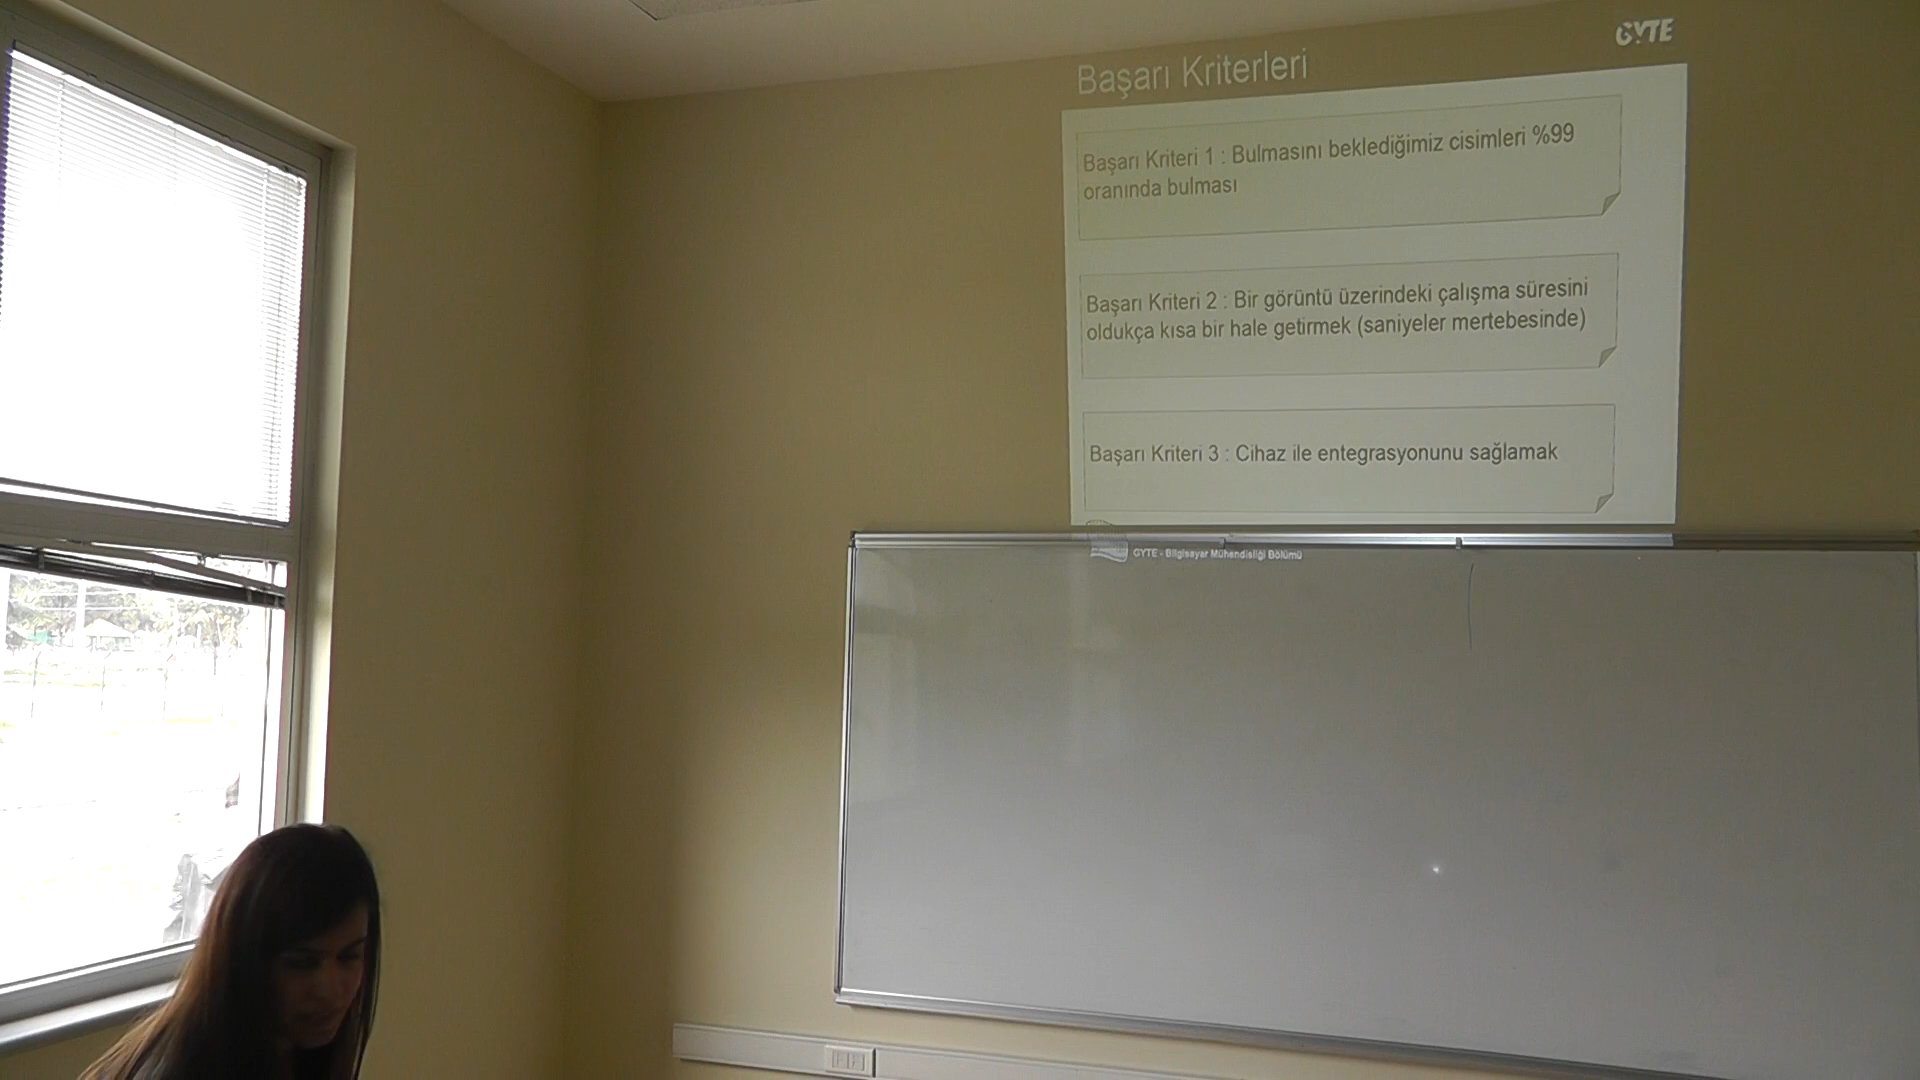 GYTE
Başarı Kriterleri
Başarı Kriteri 1 : Bulmasını beklediğimiz cisimleri %99
oranında bulması
Başarı Kriteri 2 : Bir görüntü üzerindeki çalışma süresini
oldukça kısa bir hale getirmek (saniyeler mertebesinde)
Başarı Kriteri 3 : Cihaz ile entegrasyonunu sağlamak
GYTE - Bilgisayar Mühendisliği Bölümü